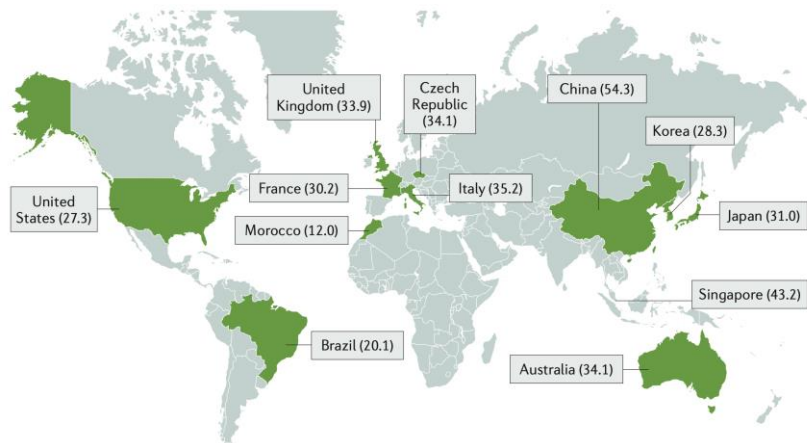 United
Kingdom (33.9)
Czech
Republic
(34.1)
China (54.3)
Korea (28.3)
United
States (27.3)
France (30.2)
Italy (35.2)
Japan (31.0)
Morocco (12.0)
Singapore (43.2)
Brazil (20.1)
Australia (34.1)